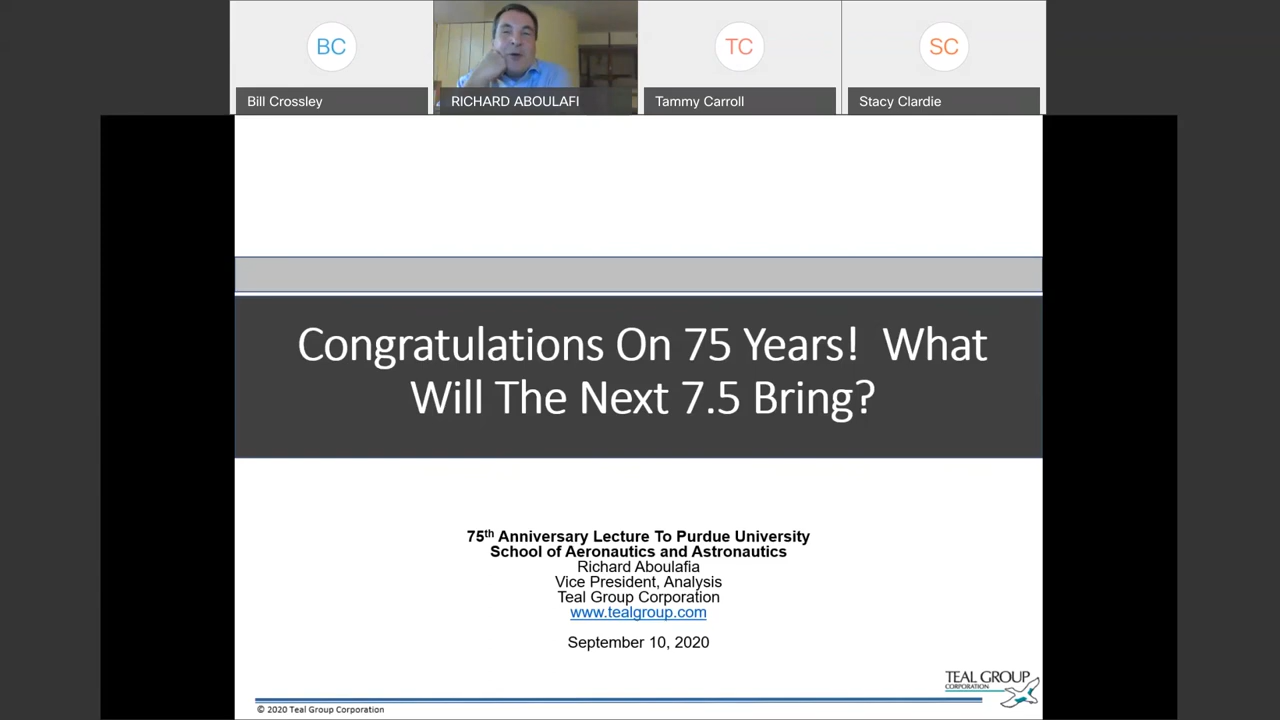 BC
TC
SC
Bill Crossley
RICHARD ABOULAFI
Tammy Carroll
Stacy Clardie
Congratulations On 75 Years!  What
Will The Next 7.5 Bring?
75th Anniversary Lecture To Purdue University
School of Aeronautics and Astronautics
Richard Aboulafia
Vice President, Analysis
Teal Group Corporation
www.tealgroup.com
September 10, 2020
TEAL GROUP
CORPORATION
© 2020 Teal Group Corporation